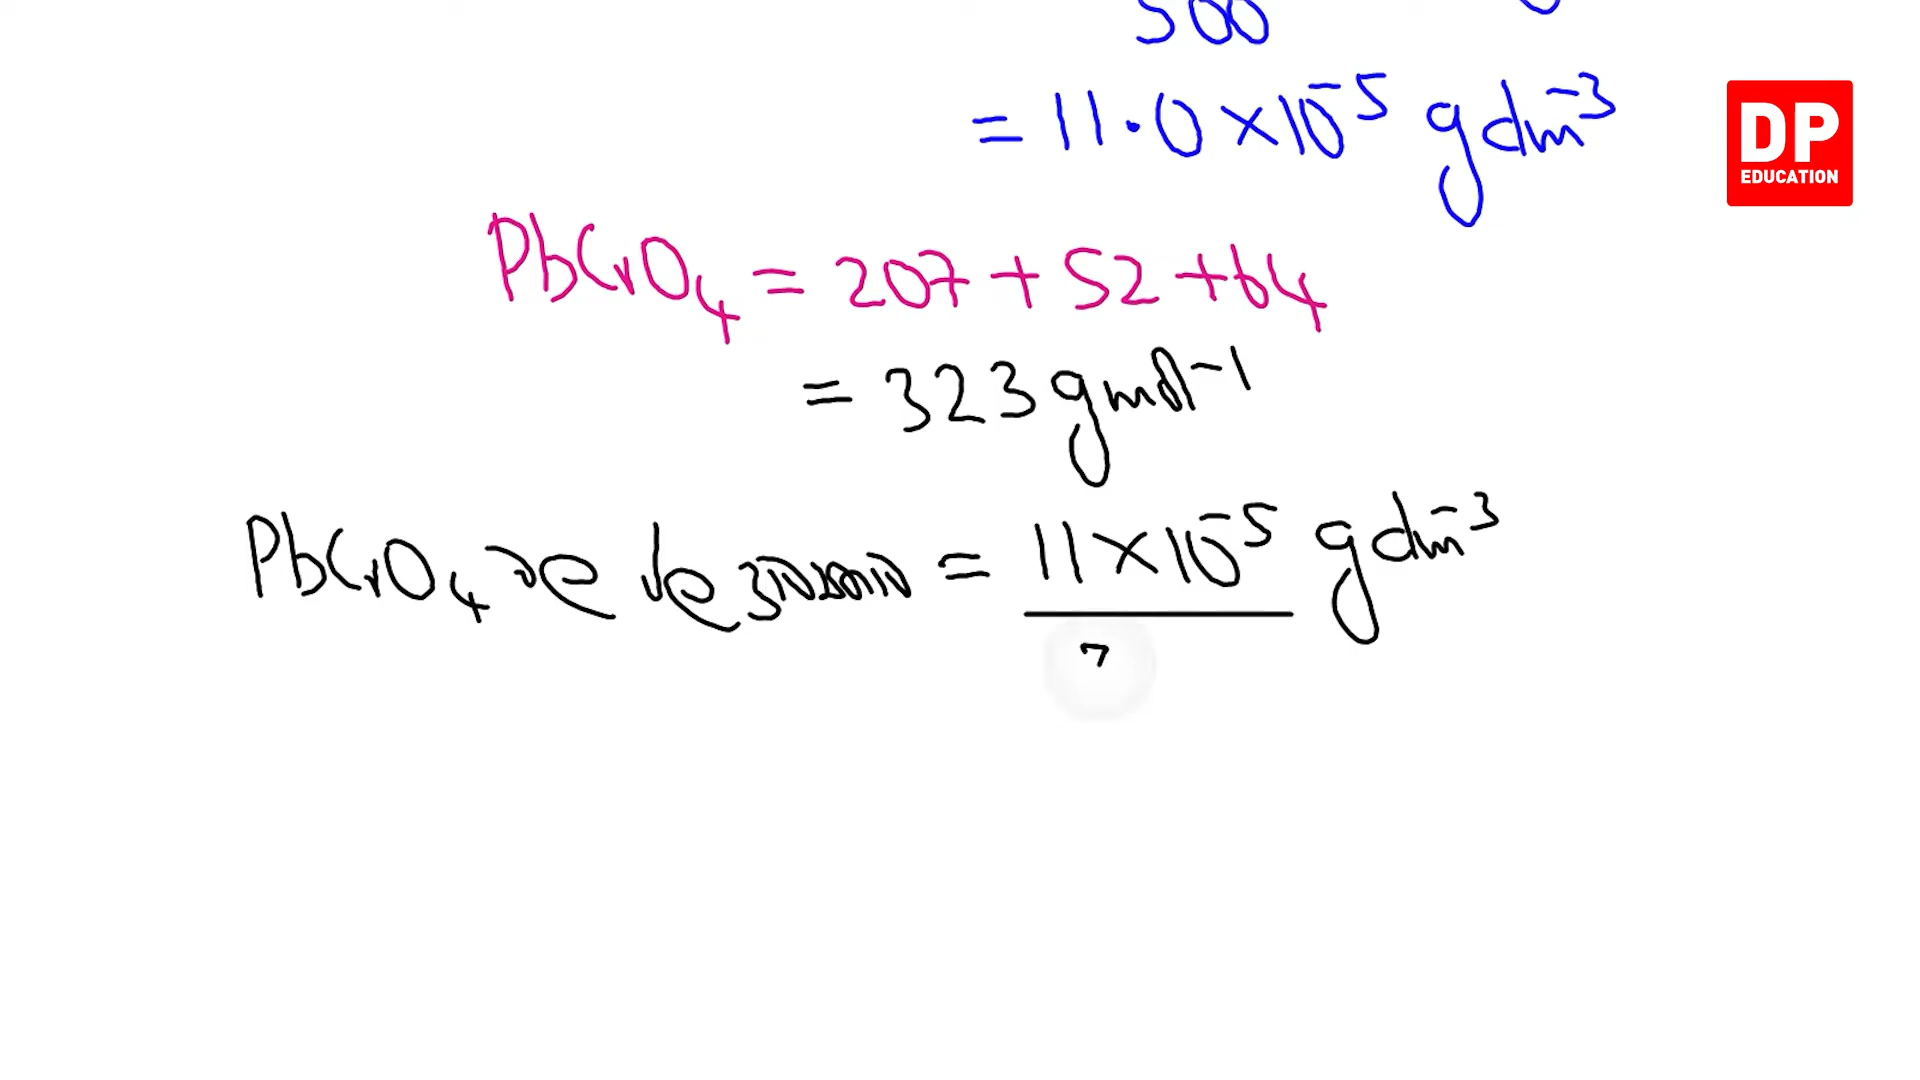 500
= 11.0 × 10⁻⁵ g dm⁻³
DP
EDUCATION
PbCrO₄ = 207 + 52 + 64
= 323 g mol⁻¹
PbCrO₄ = 11 × 10⁻⁵ g dm⁻³